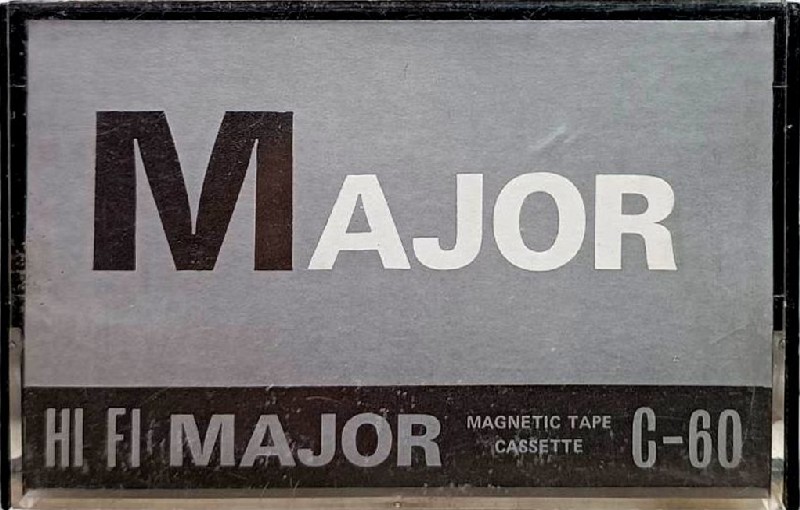 MAJOR
HI FI MAJOR MAGNETIC TAPE CASSETTE C-60